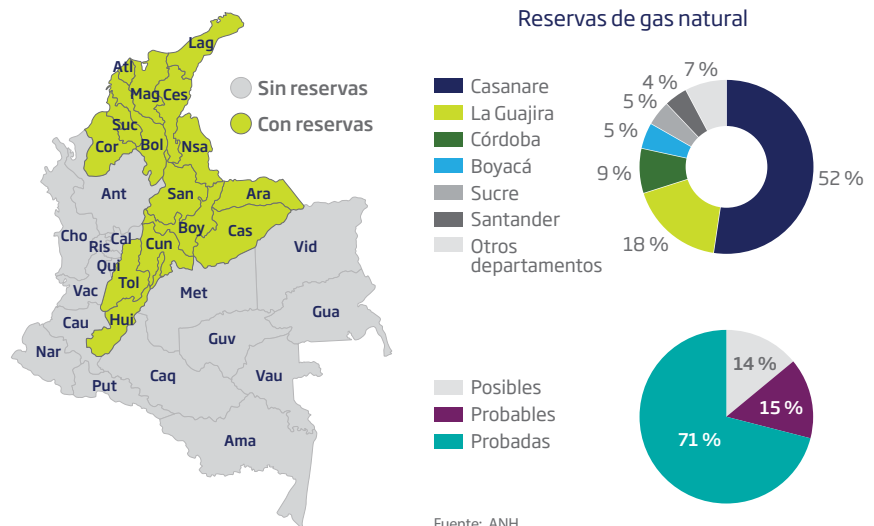 Reservas de gas natural
Lag
Atl
Mag Ces
Suc
Cor
Bol
Nsa
Ant
San
Ara
Cho
Boy
Cas
Ris
Cal
Cun
Vid
Qui
Tol
Vac
Met
Cau
Hui
Gua
Nar
Guv
Put
Caq
Vau
Ama
Sin reservas
Con reservas
Casanare
La Guajira
Córdoba
Boyacá
Sucre
Santander
Otros
departamentos
7 %
4 %
5 %
5 %
9 %
18 %
52 %
Posibles
Probables
Probadas
14 %
15 %
71 %
Fuente: ANH